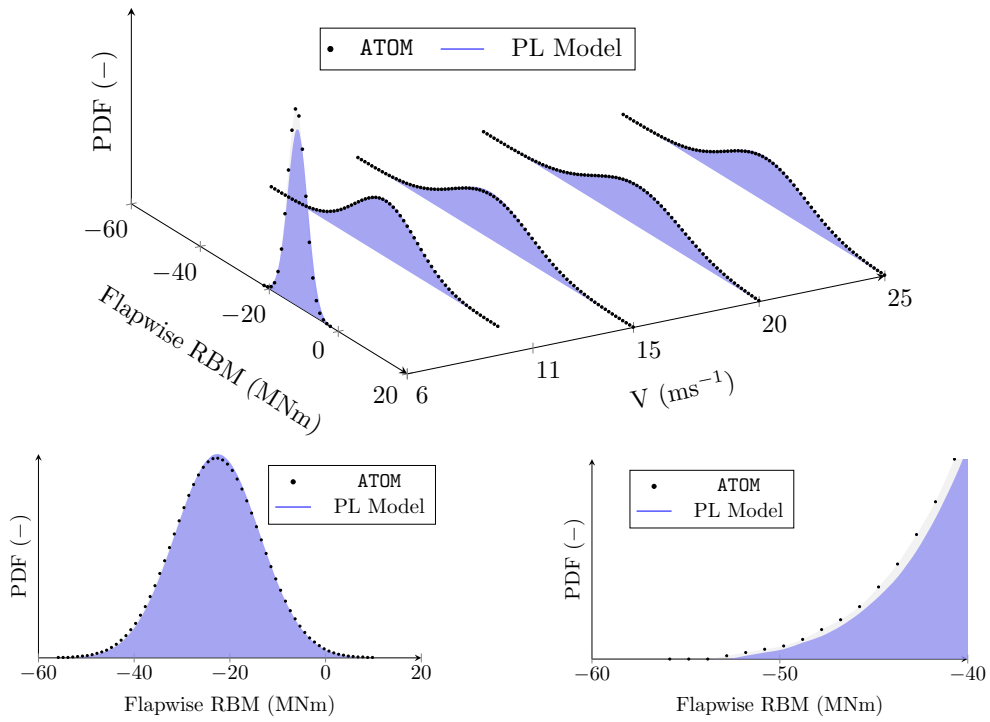 ATOM PL Model
PDF (−)
−60
−40
−20
0
20
Flapwise RBM (MNm)
6
11
15
20
25
V (ms⁻¹)
ATOM
PL Model
PDF (−)
−60 −40 −20 0 20
Flapwise RBM (MNm)
ATOM
PL Model
PDF (−)
−60 −50 −40
Flapwise RBM (MNm)